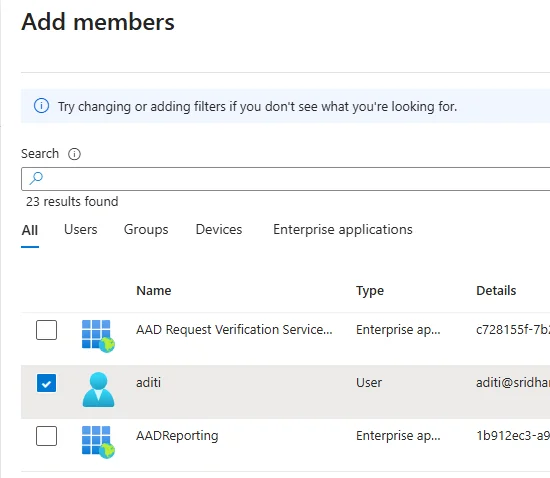 Add members
Try changing or adding filters if you don't see what you're looking for.
Search
23 results found
All Users Groups Devices Enterprise applications
Name Type Details
AAD Request Verification Service... Enterprise ap... c728155f-7b2
aditi User aditi@sridhar
AADReporting Enterprise ap... 1b912ec3-a9